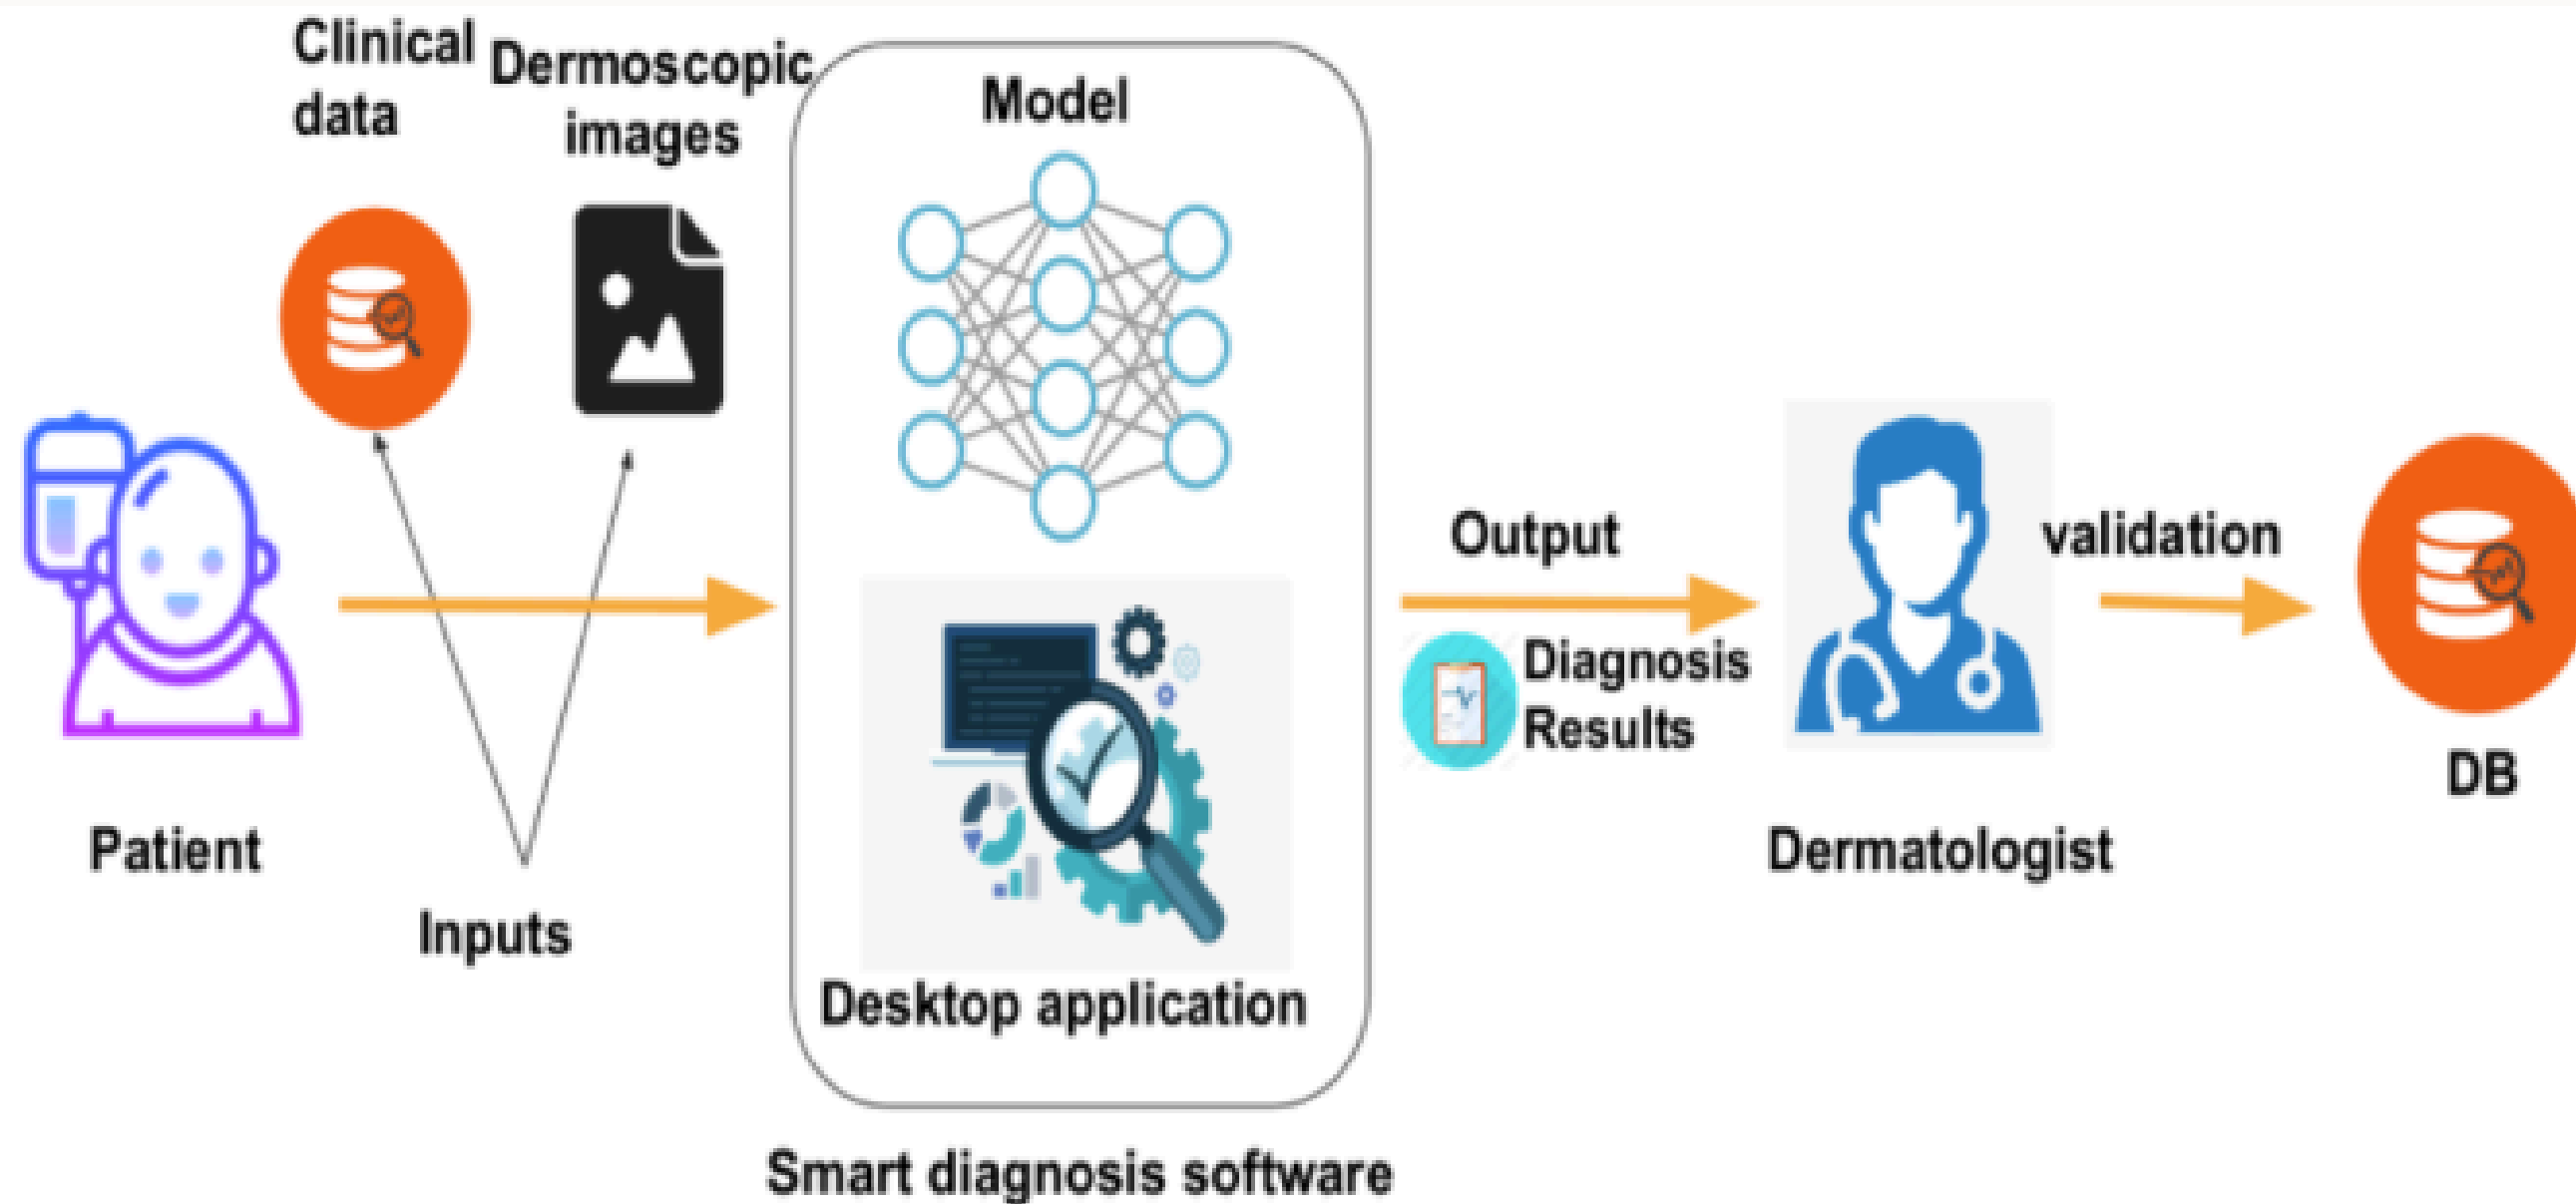 Clinical
data
Dermoscopic
images
Model
Patient
Inputs
Desktop application
Smart diagnosis software
Output
Diagnosis
Results
Dermatologist
validation
DB